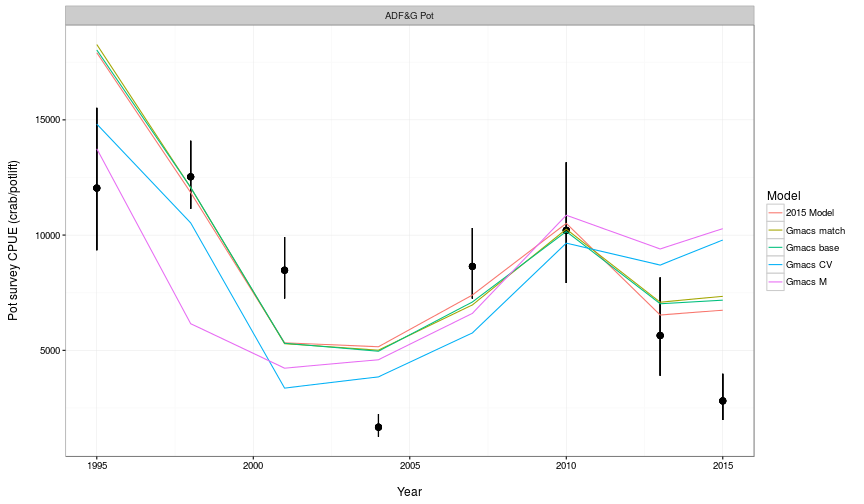 ADF&G Pot
Pot survey CPUE (crab/potlift)
15000
10000
5000
1995
2000
2005
2010
2015
Year
Model
2015 Model
Gmacs match
Gmacs base
Gmacs CV
Gmacs M